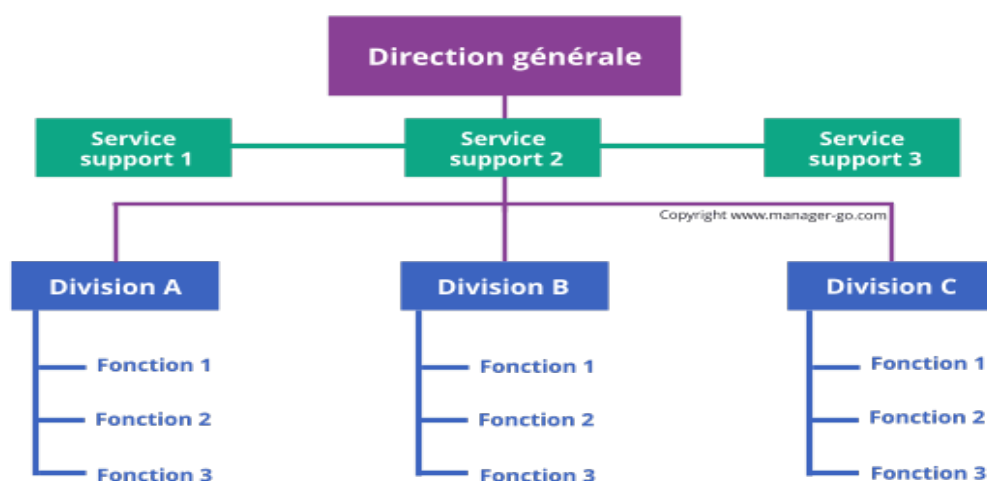 Direction générale
Service
support 1
Service
support 2
Service
support 3
Copyright www.manager-go.com
Division A
Division B
Division C
Fonction 1
Fonction 2
Fonction 3
Fonction 1
Fonction 2
Fonction 3
Fonction 1
Fonction 2
Fonction 3